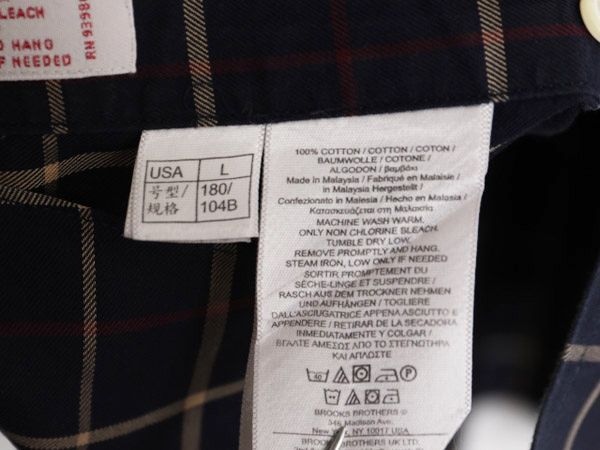 LEACH
HANG
F NEEDED
RN9398
USA L
号型/规格 180/104B
100% COTTON / COTON / COTTON /
BAUMWOLLE / COTONE /
ALGODON / βαμβάκι
Made in Malaysia / Fabriqué en Malaisie /
in Malaysia Hergestellt /
Confezionato in Malesia / Hecho en Malasia /
Κατασκευάζεται στη Μαλαισία
MACHINE WASH WARM.
ONLY NON CHLORINE BLEACH.
TUMBLE DRY LOW.
REMOVE PROMPTLY AND HANG.
STEAM IRON, LOW ONLY IF NEEDED
SORTIR PROMPTEMENT DU
SÈCHE-LINGE ET SUSPENDRE /
RASCH AUS DEM TROCKNER NEHMEN
UND AUFHÄNGEN / TOGLIERE
DALL'ASCIUGATRICE APPENA ASCIUTTO E
APPENDERE / RETIRAR DE LA SECADORA
INMEDIATAMENTE Y COLGAR /
ΒΓΑΛΤΕ ΑΜΕΣΩΣ ΑΠΟ ΤΟ ΣΤΕΓΝΩΤΗΡΑ
ΚΑΙ ΑΠΛΩΣΤΕ
40
BROOKS BROTHERS ©
346 Madison Ave.
New York, NY 10017 USA
BROOKS BROTHERS UK LTD.